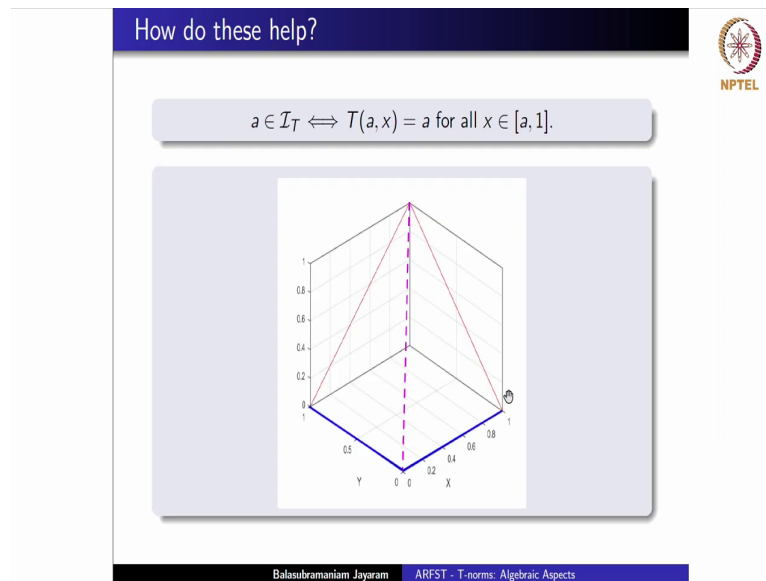 How do these help?
NPTEL
a ∈ I_T ⟺ T(a, x) = a for all x ∈ [a, 1].
1
0.8
0.6
0.4
0.2
0
1
0.5
0
Y
0
0.2
0.4
0.6
0.8
1
X
Balasubramaniam Jayaram
ARFST - T-norms: Algebraic Aspects